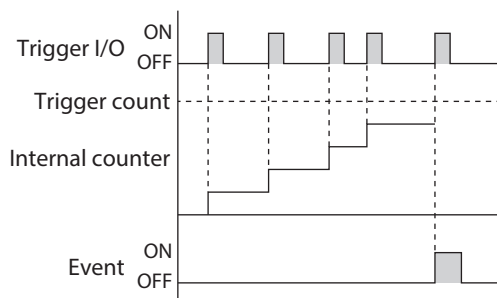 ON
Trigger I/O
OFF
Trigger count
Internal counter
ON
Event
OFF